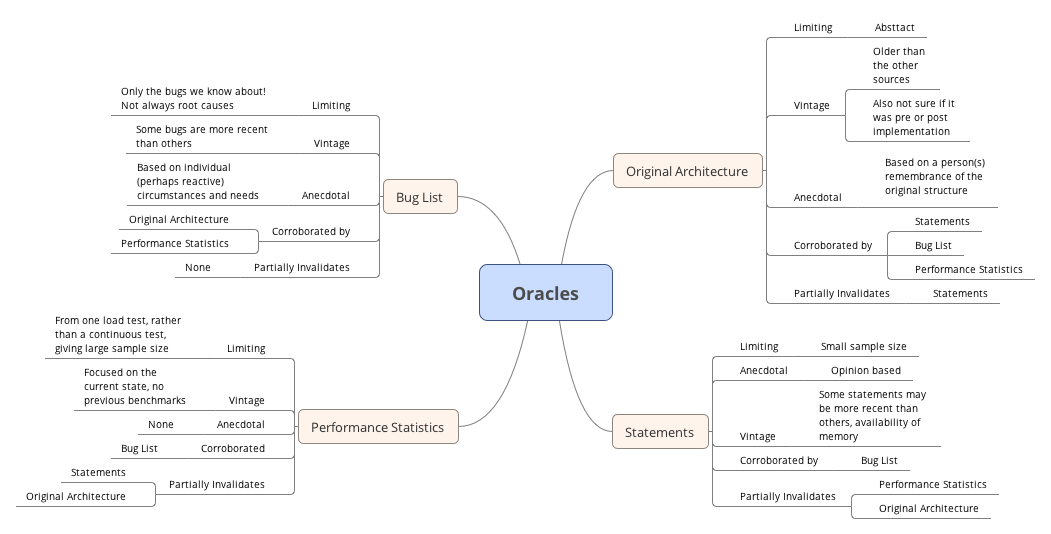 Oracles
Bug List
Only the bugs we know about!
Not always root causes
Limiting
Some bugs are more recent
than others
Vintage
Based on individual
(perhaps reactive)
circumstances and needs
Anecdotal
Original Architecture
Performance Statistics
Corroborated by
None
Partially Invalidates
Performance Statistics
From one load test, rather
than a continuous test,
giving large sample size
Limiting
Focused on the
current state, no
previous benchmarks
Vintage
None
Anecdotal
Bug List
Corroborated
Statements
Original Architecture
Partially Invalidates
Original Architecture
Limiting
Absttact
Vintage
Older than
the other
sources
Also not sure if it
was pre or post
implementation
Anecdotal
Based on a person(s)
remembrance of the
original structure
Corroborated by
Statements
Bug List
Performance Statistics
Partially Invalidates
Statements
Statements
Limiting
Small sample size
Anecdotal
Opinion based
Vintage
Some statements may
be more recent than
others, availability of
memory
Corroborated by
Bug List
Partially Invalidates
Performance Statistics
Original Architecture